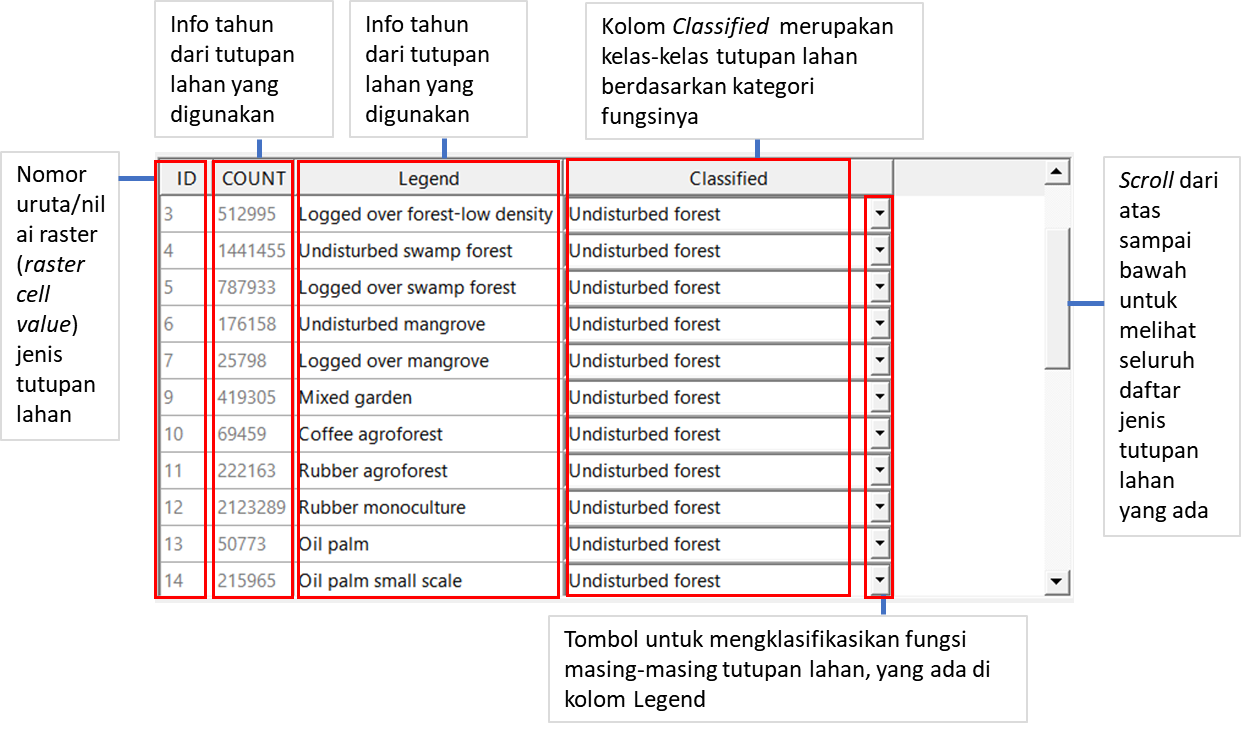 Info tahun
dari tutupan
lahan yang
digunakan
Info tahun
dari tutupan
lahan yang
digunakan
Kolom Classified merupakan
kelas-kelas tutupan lahan
berdasarkan kategori
fungsinya
Nomor
uruta/nil
ai raster
(raster
cell
value)
jenis
tutupan
lahan
ID COUNT Legend Classified
3 512995 Logged over forest-low density Undisturbed forest
4 1441455 Undisturbed swamp forest Undisturbed forest
5 787933 Logged over swamp forest Undisturbed forest
6 176158 Undisturbed mangrove Undisturbed forest
7 25798 Logged over mangrove Undisturbed forest
9 419305 Mixed garden Undisturbed forest
10 69459 Coffee agroforest Undisturbed forest
11 222163 Rubber agroforest Undisturbed forest
12 2123289 Rubber monoculture Undisturbed forest
13 50773 Oil palm Undisturbed forest
14 215965 Oil palm small scale Undisturbed forest
Scroll dari
atas
sampai
bawah
untuk
melihat
seluruh
daftar
jenis
tutupan
lahan
yang ada
Tombol untuk mengklasifikasikan fungsi
masing-masing tutupan lahan, yang ada di
kolom Legend